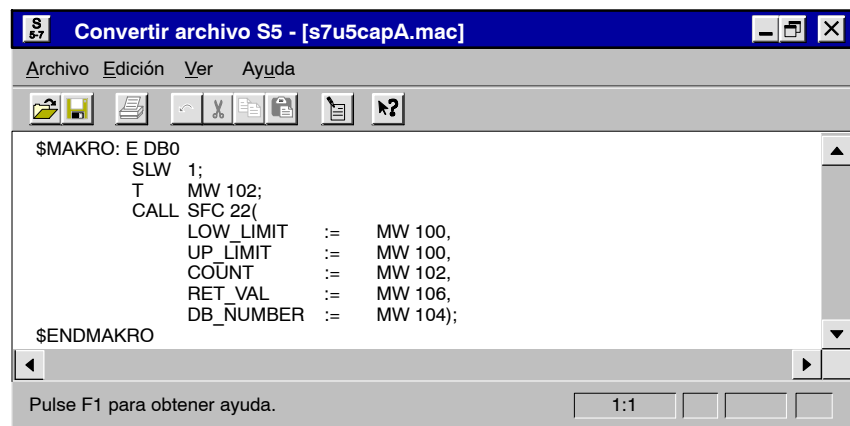 S
5-7
Convertir archivo S5 - [s7u5capA.mac]
Archivo Edición Ver Ayuda
$MAKRO: E DB0
SLW 1;
T MW 102;
CALL SFC 22(
LOW_LIMIT := MW 100,
UP_LIMIT := MW 100,
COUNT := MW 102,
RET_VAL := MW 106,
DB_NUMBER := MW 104);
$ENDMAKRO
Pulse F1 para obtener ayuda. 1:1